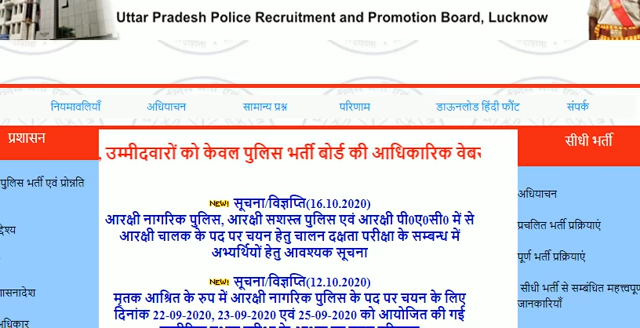 Uttar Pradesh Police Recruitment and Promotion Board, Lucknow
नियमावलियाँ अधियाचन सामान्य प्रश्न परिणाम डाऊनलोड हिंदी फौंट संपर्क
प्रशासन
सीधी भर्ती
उम्मीदवारों को केवल पुलिस भर्ती बोर्ड की आधिकारिक
पुलिस भर्ती एवं प्रोन्नति
अधियाचन
NEW! सूचना/विज्ञप्ति(16.10.2020)
आरक्षी नागरिक पुलिस, आरक्षी सशस्त्र पुलिस एवं आरक्षी पी0ए0सी0 में से
आरक्षी चालक के पद पर चयन हेतु चालन दक्षता परीक्षा के सम्बन्ध में
अभ्यर्थियों हेतु आवश्यक सूचना
प्रचलित भर्ती प्रक्रियाएं
पूर्ण भर्ती प्रक्रियाएं
NEW! सूचना/विज्ञप्ति(12.10.2020)
मृतक आश्रित के रुप में आरक्षी नागरिक पुलिस के पद पर चयन के लिए
दिनांक 22-09-2020, 23-09-2020 एवं 25-09-2020 को आयोजित की गई
सीधी भर्ती से सम्बंधित महत्त्वपूर्ण
जानकारियाँ